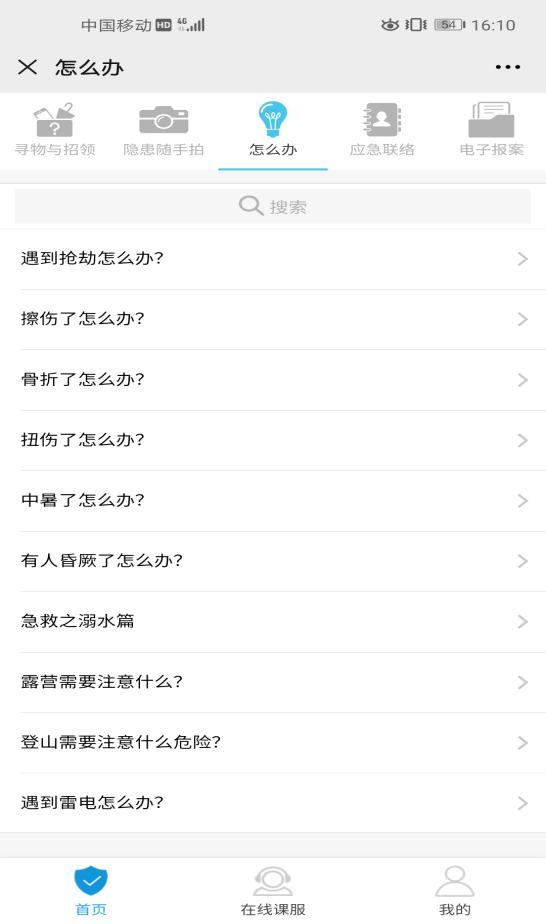 中国移动 HD 4G 54 16:10
怎么办
寻物与招领 隐患随手拍 怎么办 应急联络 电子报案
搜索
遇到抢劫怎么办?
擦伤了怎么办?
骨折了怎么办?
扭伤了怎么办?
中暑了怎么办?
有人昏厥了怎么办?
急救之溺水篇
露营需要注意什么?
登山需要注意什么危险?
遇到雷电怎么办?
首页 在线课服 我的